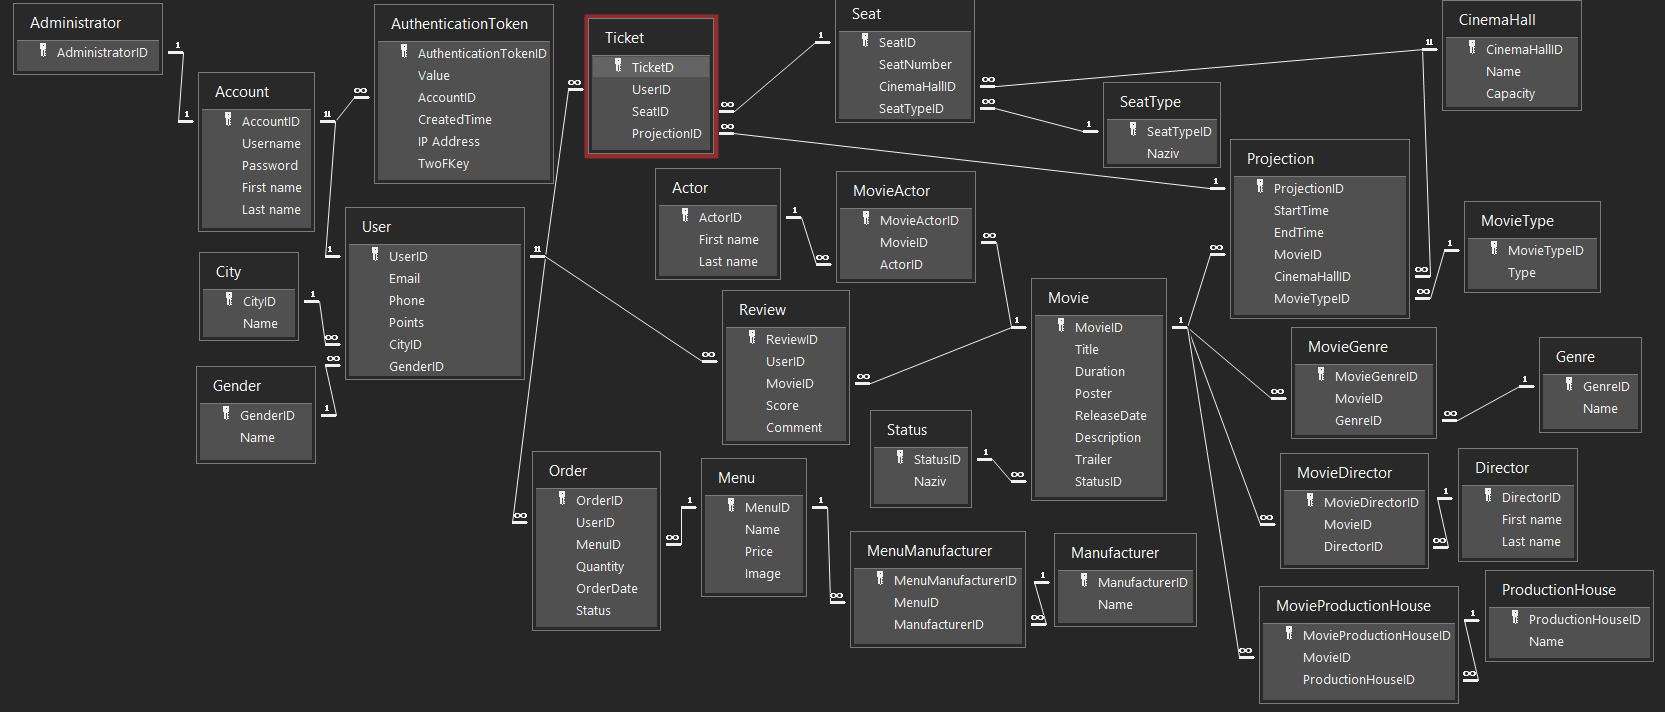 Administrator
AdministratorID
Account
AccountID
Username
Password
First name
Last name
AuthenticationToken
AuthenticationTokenID
Value
AccountID
CreatedTime
IP Address
TwoFKey
Ticket
TicketD
UserID
SeatID
ProjectionID
Seat
SeatID
SeatNumber
CinemaHallID
SeatTypeID
SeatType
SeatTypeID
Naziv
CinemaHall
CinemaHallID
Name
Capacity
Projection
ProjectionID
StartTime
EndTime
MovieID
CinemaHallID
MovieTypeID
MovieType
MovieTypeID
Type
User
UserID
Email
Phone
Points
CityID
GenderID
City
CityID
Name
Gender
GenderID
Name
Actor
ActorID
First name
Last name
MovieActor
MovieActorID
MovieID
ActorID
Review
ReviewID
UserID
MovieID
Score
Comment
Movie
MovieID
Title
Duration
Poster
ReleaseDate
Description
Trailer
StatusID
Status
StatusID
Naziv
MovieGenre
MovieGenreID
MovieID
GenreID
Genre
GenreID
Name
MovieDirector
MovieDirectorID
MovieID
DirectorID
Director
DirectorID
First name
Last name
Order
OrderID
UserID
MenuID
Quantity
OrderDate
Status
Menu
MenuID
Name
Price
Image
MenuManufacturer
MenuManufacturerID
MenuID
ManufacturerID
Manufacturer
ManufacturerID
Name
MovieProductionHouse
MovieProductionHouseID
MovieID
ProductionHouseID
ProductionHouse
ProductionHouseID
Name